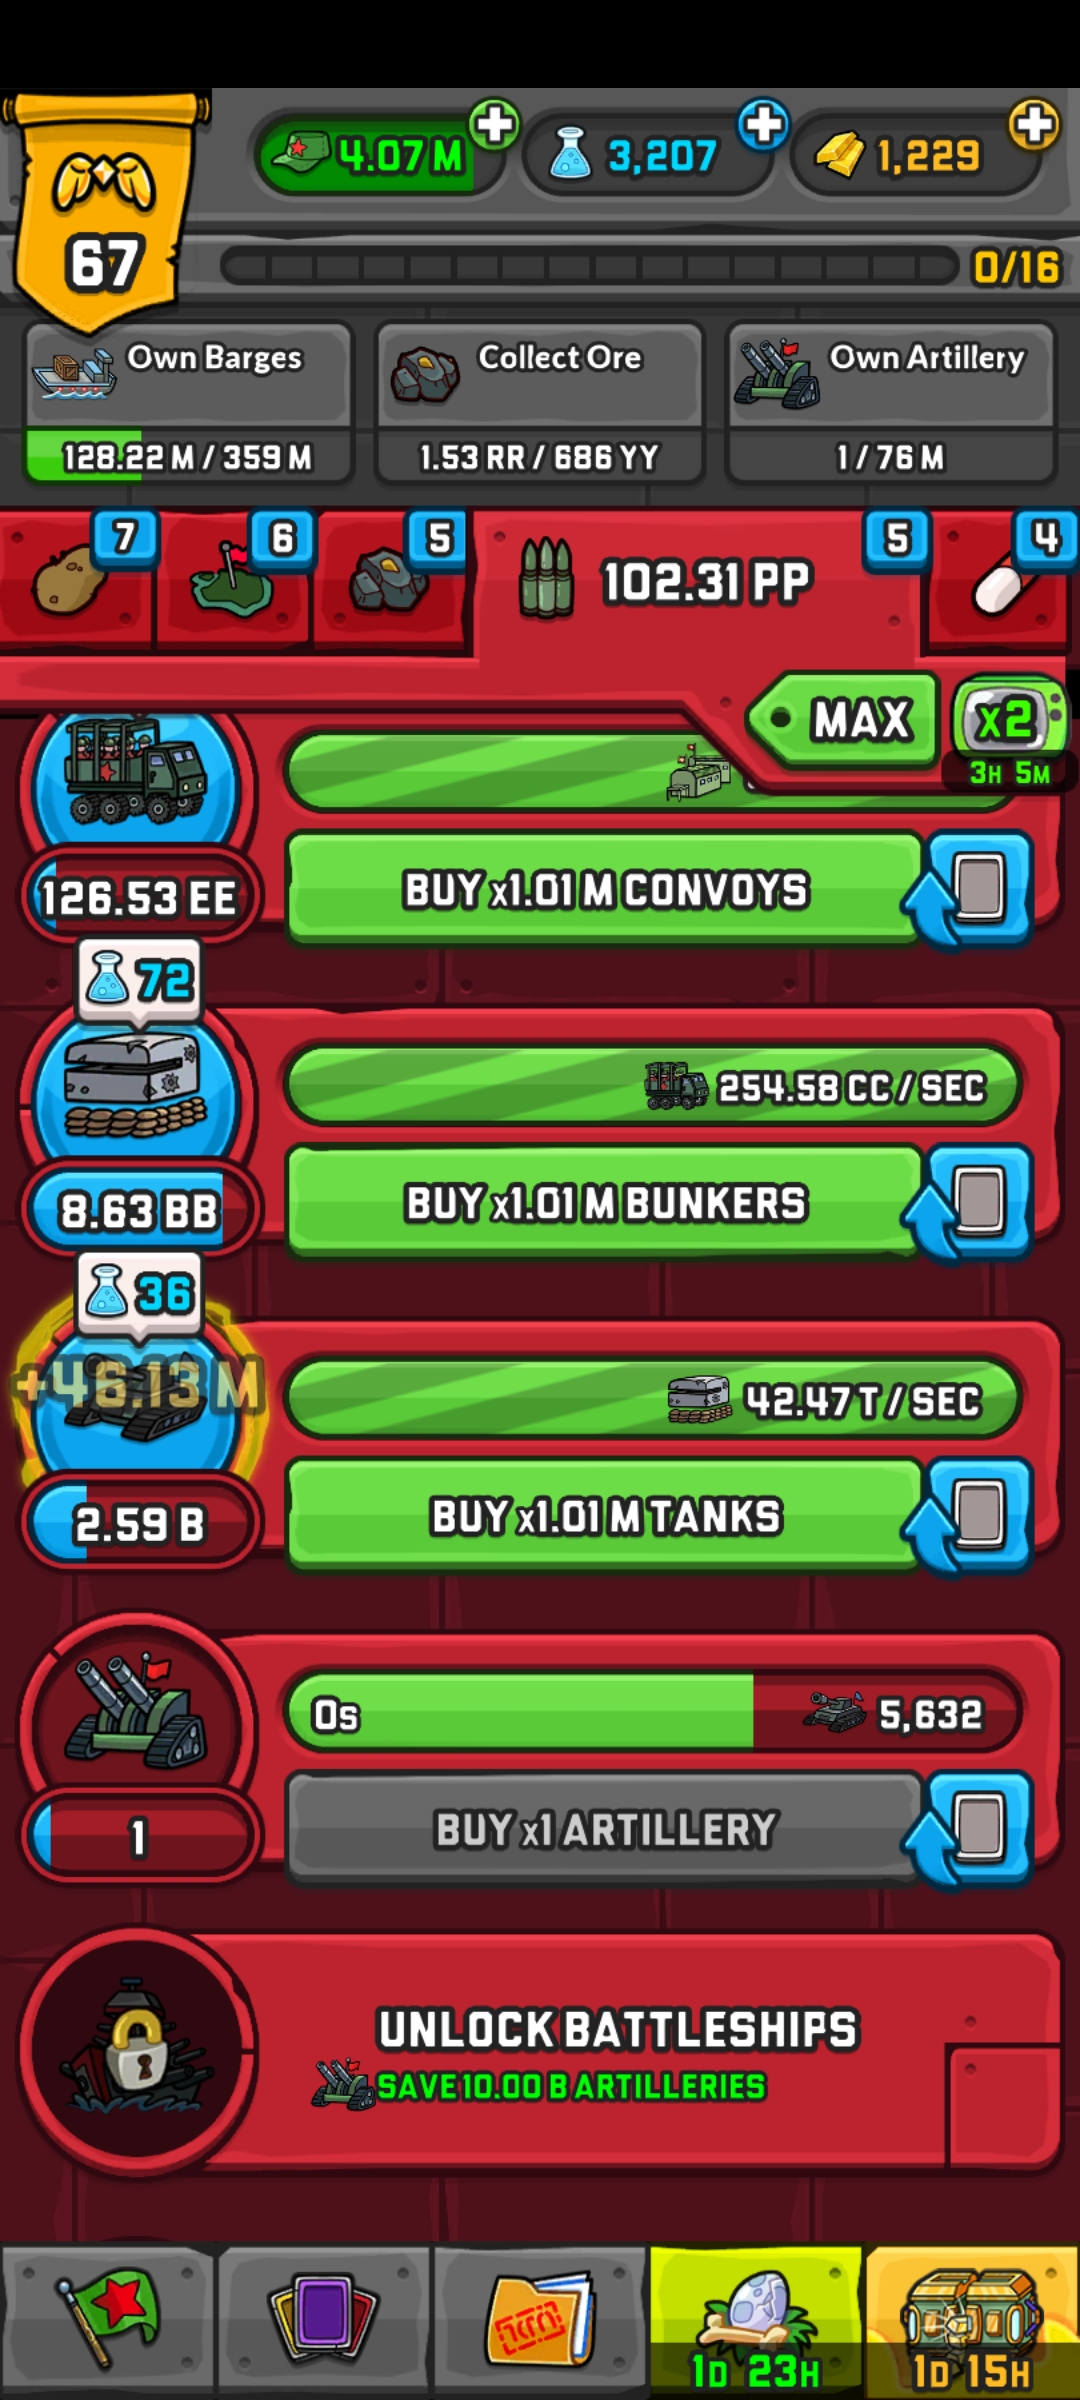 4.07 M
3,207
1,229
67
0/16
Own Barges
128.22 M / 359 M
Collect Ore
1.53 RR / 686 YY
Own Artillery
1 / 76 M
7
6
5
102.31 PP
5
4
MAX
x2
3H 5M
126.53 EE
BUY x1.01 M CONVOYS
72
254.58 CC / SEC
8.63 BB
BUY x1.01 M BUNKERS
36
+46.13 M
42.47 T / SEC
2.59 B
BUY x1.01 M TANKS
0s
5,632
1
BUY x1 ARTILLERY
UNLOCK BATTLESHIPS
SAVE 10.00 B ARTILLERIES
1D 23H
1D 15H